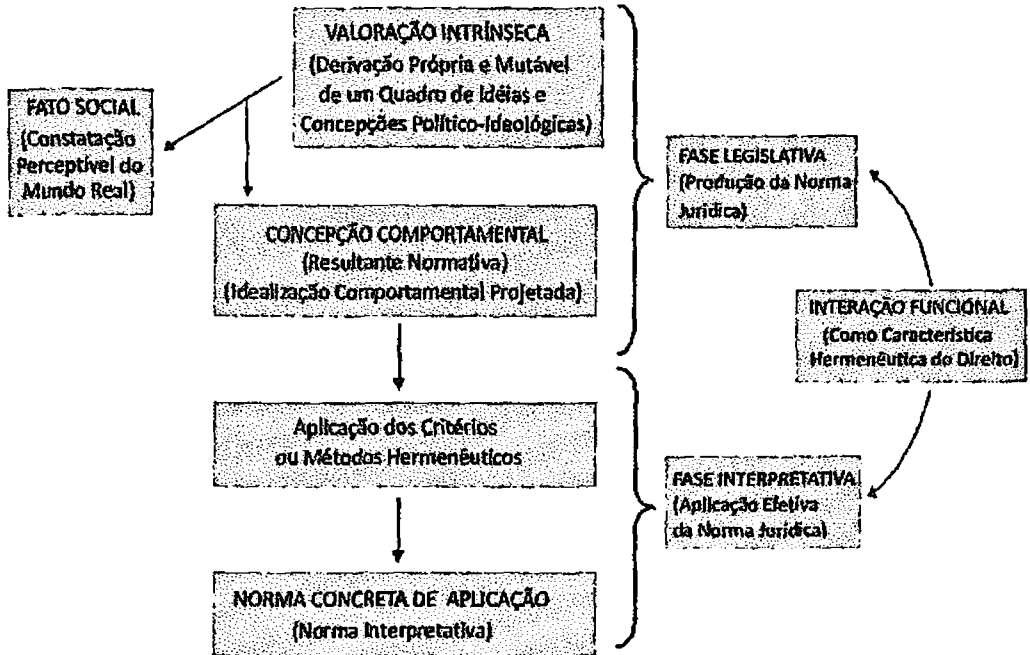 VALORAÇÃO INTRÍNSECA
(Derivação Própria e Mutável
de um Quadro de Idéias e
Concepções Político-Ideológicas)
FATO SOCIAL
(Constatação
Perceptível do
Mundo Real)
FASE LEGISLATIVA
(Produção da Norma
Jurídica)
CONCEPÇÃO COMPORTAMENTAL
(Resultante Normativa)
(Idealização Comportamental Projetada)
INTERAÇÃO FUNCIONAL
(Como Característica
Hermenêutica do Direito)
Aplicação dos Critérios
ou Métodos Hermenêuticos
FASE INTERPRETATIVA
(Aplicação Efetiva
da Norma Jurídica)
NORMA CONCRETA DE APLICAÇÃO
(Norma Interpretativa)